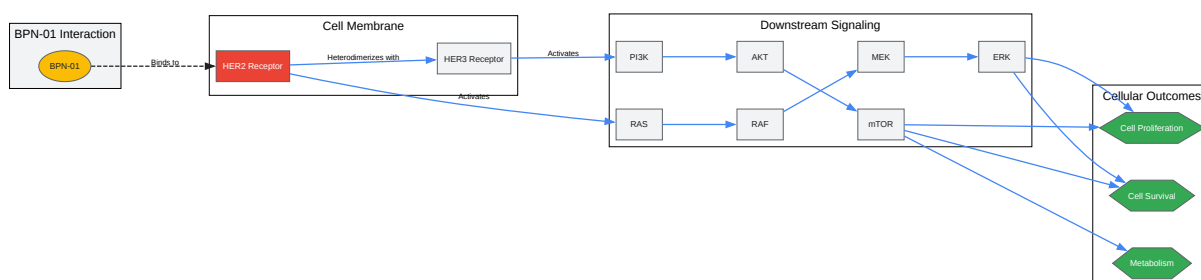 BPN-01 Interaction
BPN-01
Binds to
Cell Membrane
HER2 Receptor
Heterodimerizes with
HER3 Receptor
Activates
Activates
Downstream Signaling
PI3K
AKT
MEK
ERK
RAS
RAF
mTOR
Cellular Outcomes
Cell Proliferation
Cell Survival
Metabolism